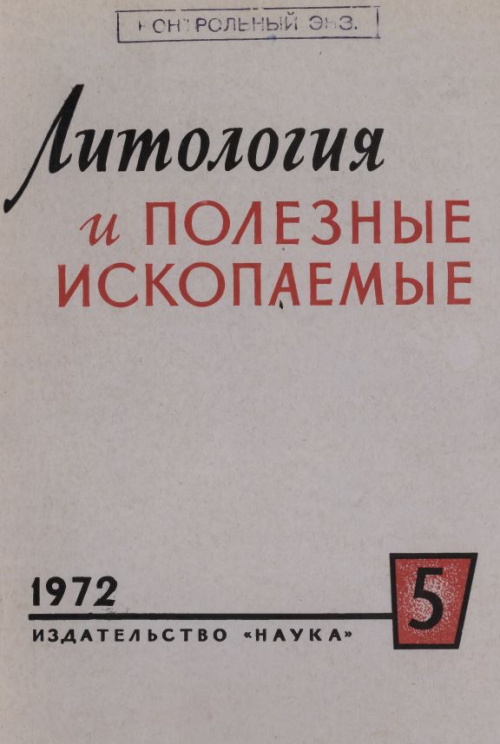 КОНТРОЛЬНЫЙ ЭКЗ.
Литология
и ПОЛЕЗНЫЕ
ИСКОПАЕМЫЕ
1972
5
ИЗДАТЕЛЬСТВО «НАУКА»